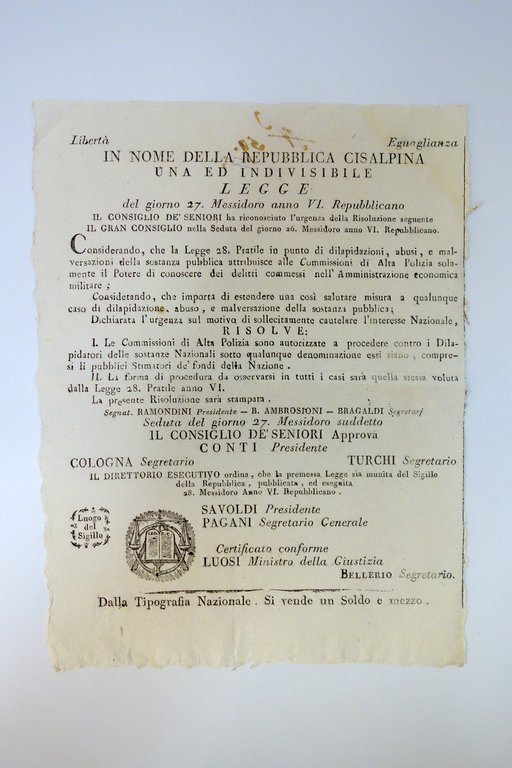 Libertà Eguaglianza
IN NOME DELLA REPUBBLICA CISALPINA
UNA ED INDIVISIBILE
LEGGE
del giorno 27. Messidoro anno VI. Repubblicano
IL CONSIGLIO DE' SENIORI ha riconosciuto l'urgenza della Risoluzione seguente
IL GRAN CONSIGLIO nella Seduta del giorno 26. Messidoro anno VI. Repubblicano.
Considerando, che la Legge 28. Pratile in punto di dilapidazioni, abusi, e mal-
versazioni della sostanza pubblica attribuisce alle Commissioni di Alta Polizia sola-
mente il Potere di conoscere dei delitti commessi nell'Amministrazione economica
militare;
Considetando, che importa di estendere una così salutare misura a qualunque
caso di dilapidazione, abuso, e malversazione della sostanza pubblica;
Dichiarata l'urgenza sul motivo di sollecitamente cautelare l'interesse Nazionale,
RISOLVE:
I. Le Commissioni di Alta Polizia sono autorizzate a procedere contro i Dila-
pidatori delle sostanze Nazionali sotto qualunque denominazione essi siano, compre-
si li pubblici Stimatori de' fondi della Nazione.
II. La forma di procedura da osservarsi in tutti i casi sarà quella stessa voluta
dalla Legge 28. Pratile anno VI.
La presente Risoluzione sarà stampata.
Segnat. RAMONDINI Presidente – B. AMBROSIONI – BRAGALDI Segretarj
Seduta del giorno 27. Messidoro suddetto
IL CONSIGLIO DE' SENIORI Approva
CONTI Presidente
COLOGNA Segretario TURCHI Segretario
IL DIRETTORIO ESECUTIVO ordina, che la premessa Legge sia munita del Sigillo
della Repubblica, pubblicata, ed eseguita
28. Messidoro Anno VI. Repubblicano.
Luogo
del
Sigillo
SAVOLDI Presidente
PAGANI Segretario Generale
Certificato conforme
LUOSI Ministro della Giustizia
BELLERIO Segretario.
Dalla Tipografia Nazionale. Si vende un Soldo e mezzo.